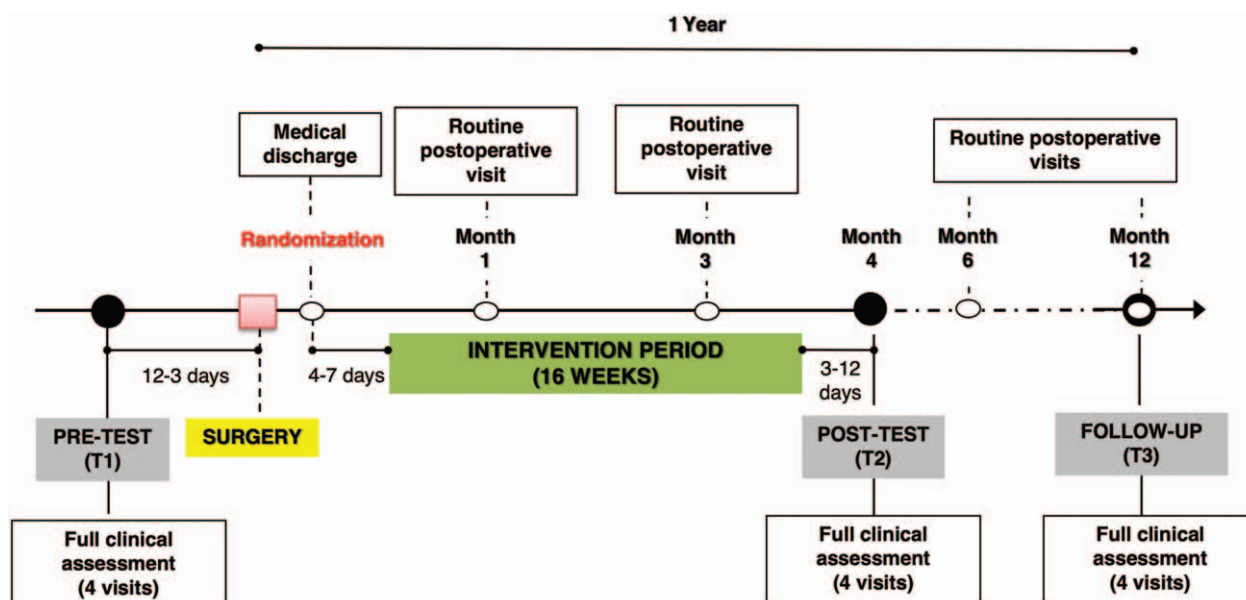 1 Year
Medical
discharge
Routine
postoperative
visit
Routine
postoperative
visit
Routine postoperative
visits
Randomization
Month
1
Month
3
Month
4
Month
6
Month
12
12-3 days
4-7 days
INTERVENTION PERIOD
(16 WEEKS)
3-12
days
PRE-TEST
(T1)
SURGERY
POST-TEST
(T2)
FOLLOW-UP
(T3)
Full clinical
assessment
(4 visits)
Full clinical
assessment
(4 visits)
Full clinical
assessment
(4 visits)